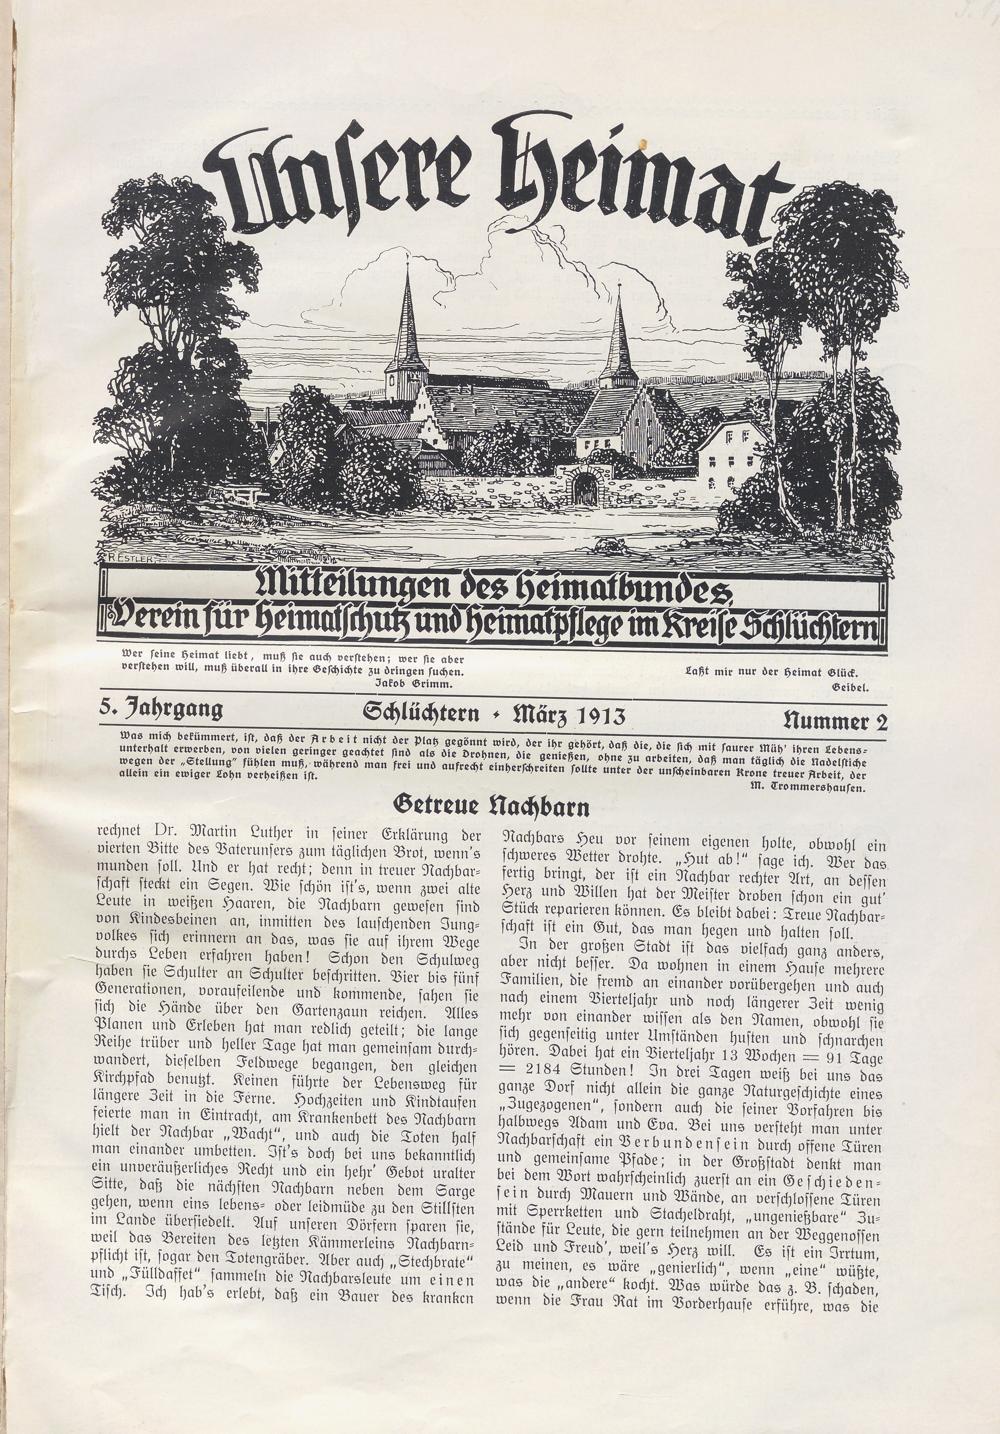 Unsere Heimat
RESTLER.
Mitteilungen des Heimatbundes,
Verein für Heimatschutz und Heimatpflege im Kreise Schlüchtern
Wer seine Heimat liebt, muß sie auch verstehen; wer sie aber
verstehen will, muß überall in ihre Geschichte zu dringen suchen.
Jakob Grimm.
Laßt mir nur der Heimat Glück.
Geibel.
5. Jahrgang
Schlüchtern • März 1913
Nummer 2
Was mich bekümmert, ist, daß der Arbeit nicht der Platz gegönnt wird, der ihr gehört, daß die, die sich mit saurer Müh' ihren Lebens-
unterhalt erwerben, von vielen geringer geachtet sind als die Drohnen, die genießen, ohne zu arbeiten, daß man täglich die Nadelstiche
wegen der „Stellung" fühlen muß, während man frei und aufrecht einherschreiten sollte unter der unscheinbaren Krone treuer Arbeit, der
allein ein ewiger Lohn verheißen ist.
M. Trommershausen.
Getreue Nachbarn
rechnet Dr. Martin Luther in seiner Erklärung der
vierten Bitte des Vaterunsers zum täglichen Brot, wenn's
munden soll. Und er hat recht; denn in treuer Nachbar-
schaft steckt ein Segen. Wie schön ist's, wenn zwei alte
Leute in weißen Haaren, die Nachbarn gewesen sind
von Kindesbeinen an, inmitten des lauschenden Jung-
volkes sich erinnern an das, was sie auf ihrem Wege
durchs Leben erfahren haben! Schon den Schulweg
haben sie Schulter an Schulter beschritten. Vier bis fünf
Generationen, vorauseilende und kommende, sahen sie
sich die Hände über den Gartenzaun reichen. Alles
Planen und Erleben hat man redlich geteilt; die lange
Reihe trüber und heller Tage hat man gemeinsam durch-
wandert, dieselben Feldwege begangen, den gleichen
Kirchpfad benutzt. Keinen führte der Lebensweg für
längere Zeit in die Ferne. Hochzeiten und Kindtaufen
feierte man in Eintracht, am Krankenbett des Nachbarn
hielt der Nachbar „Wacht", und auch die Toten half
man einander umbetten. Ist's doch bei uns bekanntlich
ein unveräußerliches Recht und ein hehr' Gebot uralter
Sitte, daß die nächsten Nachbarn neben dem Sarge
gehen, wenn eins lebens- oder leidmüde zu den Stillsten
im Lande übersiedelt. Auf unseren Dörfern sparen sie,
weil das Bereiten des letzten Kämmerleins Nachbarn-
pflicht ist, sogar den Totengräber. Aber auch „Stechbrate"
und „Fülldasset" sammeln die Nachbarsleute um einen
Tisch. Ich hab's erlebt, daß ein Bauer des kranken
Nachbars Heu vor seinem eigenen holte, obwohl ein
schweres Wetter drohte. „Hut ab!" sage ich. Wer das
fertig bringt, der ist ein Nachbar rechter Art, an dessen
Herz und Willen hat der Meister droben schon ein gut'
Stück reparieren können. Es bleibt dabei: Treue Nachbar-
schaft ist ein Gut, das man hegen und halten soll.
In der großen Stadt ist das vielfach ganz anders,
aber nicht besser. Da wohnen in einem Hause mehrere
Familien, die fremd an einander vorübergehen und auch
nach einem Vierteljahr und noch längerer Zeit wenig
mehr von einander wissen als den Namen, obwohl sie
sich gegenseitig unter Umständen husten und schnarchen
hören. Dabei hat ein Vierteljahr 13 Wochen = 91 Tage
= 2184 Stunden! In drei Tagen weiß bei uns das
ganze Dorf nicht allein die ganze Naturgeschichte eines
„Zugezogenen", sondern auch die seiner Vorfahren bis
halbwegs Adam und Eva. Bei uns versteht man unter
Nachbarschaft ein Verbundensein durch offene Türen
und gemeinsame Pfade; in der Großstadt denkt man
bei dem Wort wahrscheinlich zuerst an ein Geschieden-
sein durch Mauern und Wände, an verschlossene Türen
mit Sperrketten und Stacheldraht, „ungenießbare" Zu-
stände für Leute, die gern teilnehmen an der Weggenossen
Leid und Freud', weil's Herz will. Es ist ein Irrtum,
zu meinen, es wäre „genierlich", wenn „eine" wüßte,
was die „andere" kocht. Was würde das z. B. schaden,
wenn die Frau Rat im Vorderhause erführe, was die